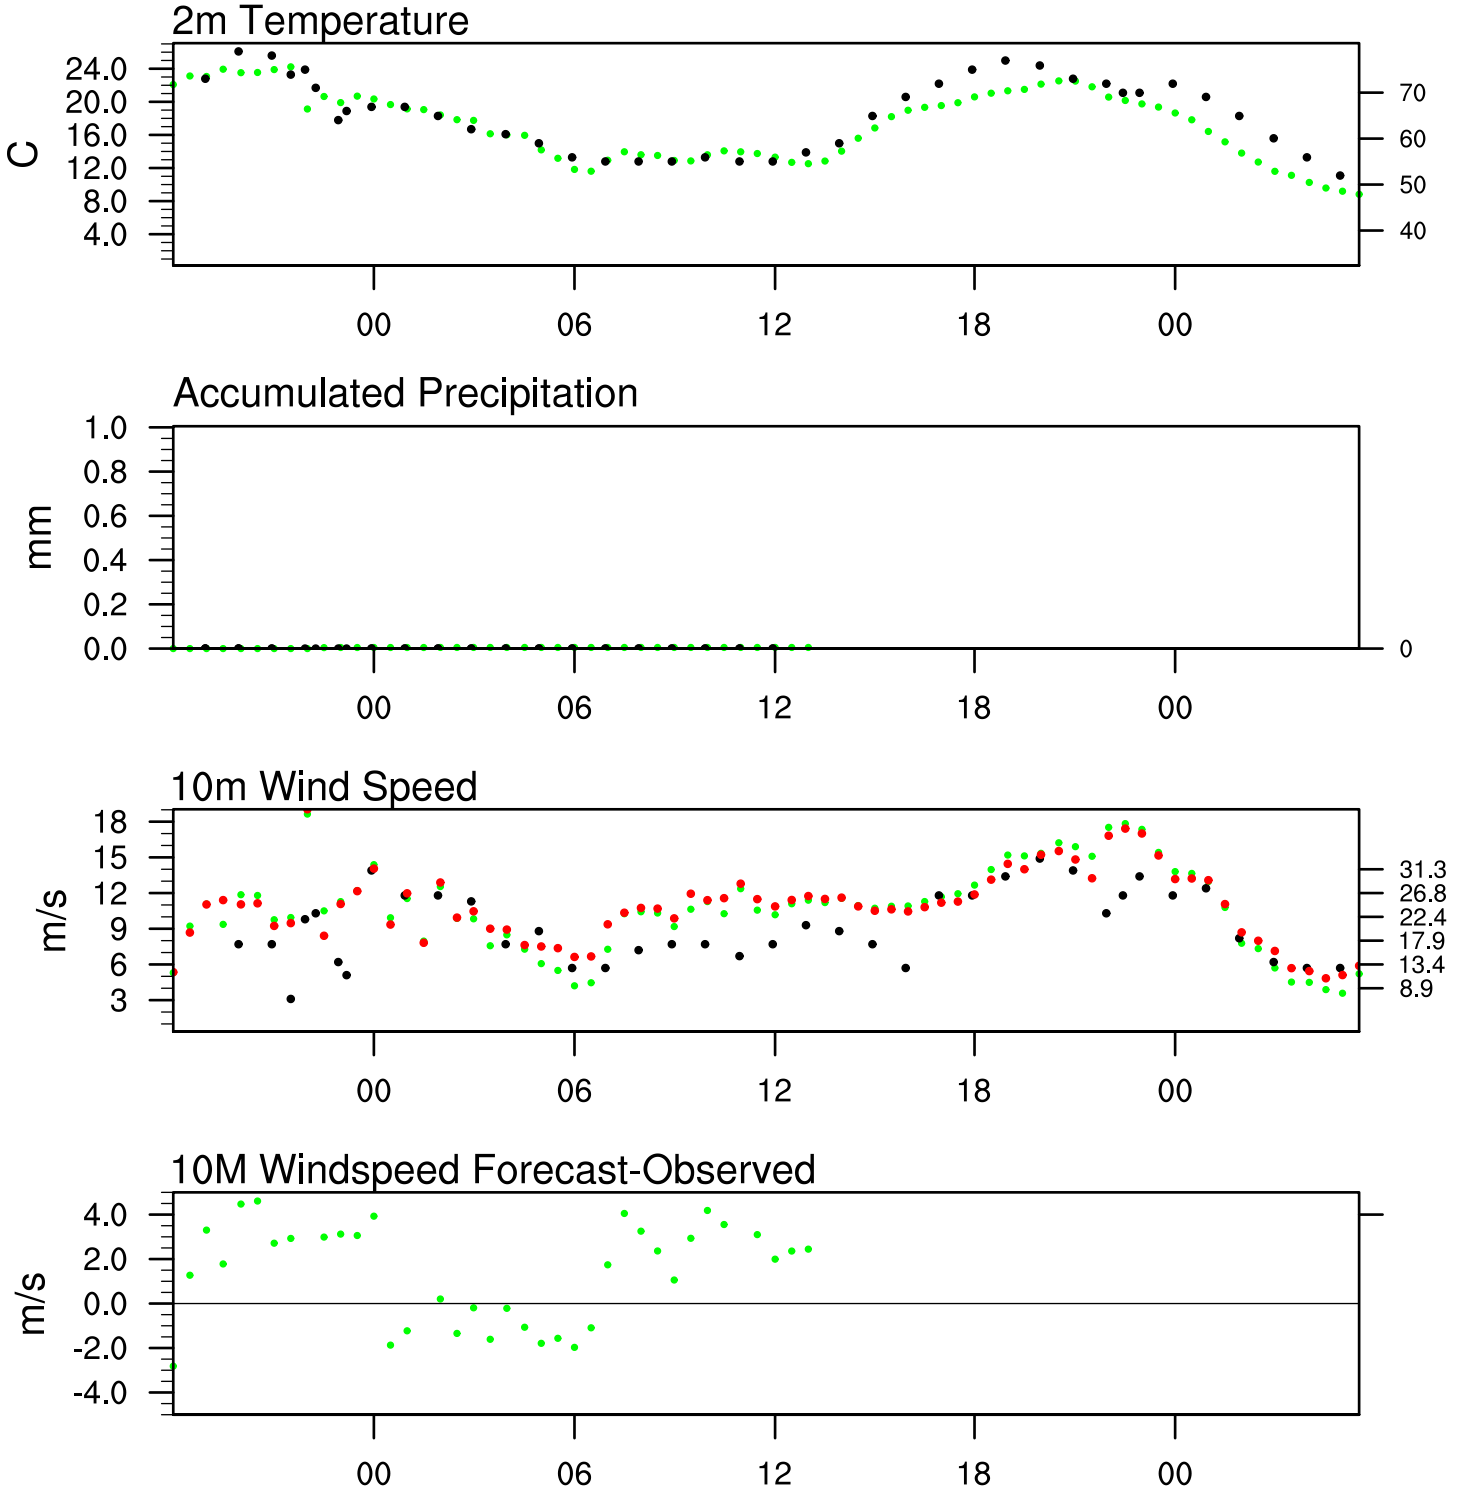 2m Temperature
24.0
20.0
16.0
12.0
8.0
4.0
C
70
60
50
40
00 06 12 18 00
Accumulated Precipitation
1.0
0.8
0.6
0.4
0.2
0.0
mm
0
00 06 12 18 00
10m Wind Speed
18
15
12
9
6
3
m/s
31.3
26.8
22.4
17.9
13.4
8.9
00 06 12 18 00
10M Windspeed Forecast-Observed
4.0
2.0
0.0
-2.0
-4.0
m/s
00 06 12 18 00